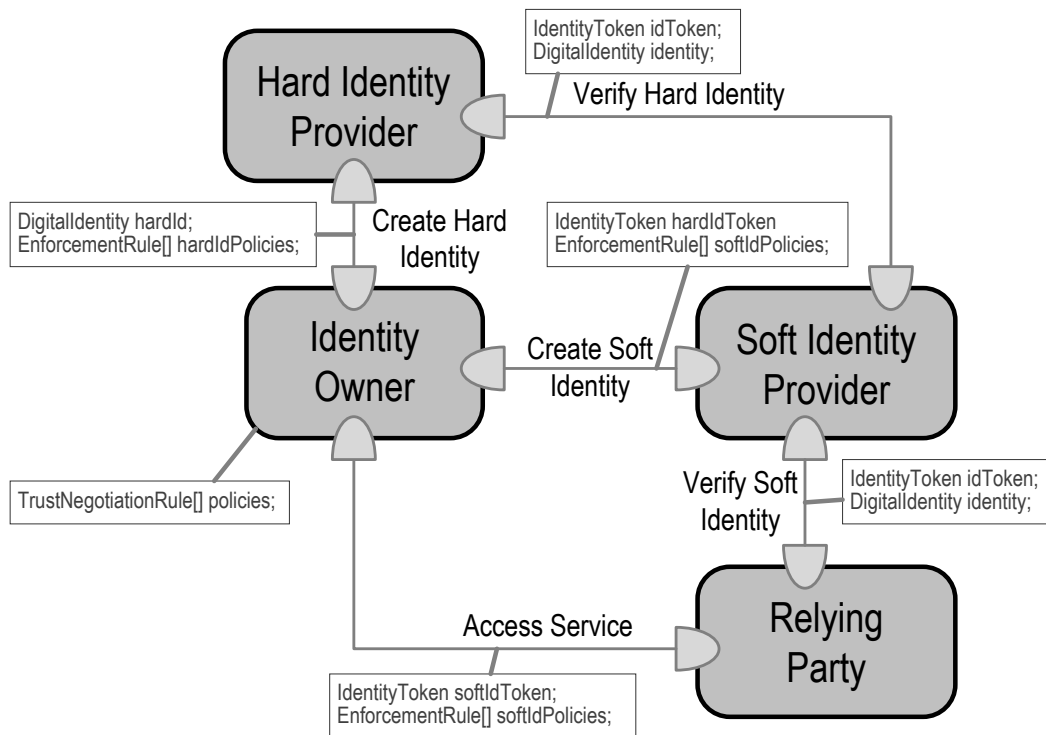 IdentityToken idToken;
DigitalIdentity identity;
Hard Identity
Provider
Verify Hard Identity
DigitalIdentity hardId;
EnforcementRule[] hardIdPolicies;
Create Hard
Identity
IdentityToken hardIdToken
EnforcementRule[] softIdPolicies;
Identity
Owner
Create Soft
Identity
Soft Identity
Provider
TrustNegotiationRule[] policies;
Verify Soft
Identity
IdentityToken idToken;
DigitalIdentity identity;
Access Service
Relying
Party
IdentityToken softIdToken;
EnforcementRule[] softIdPolicies;